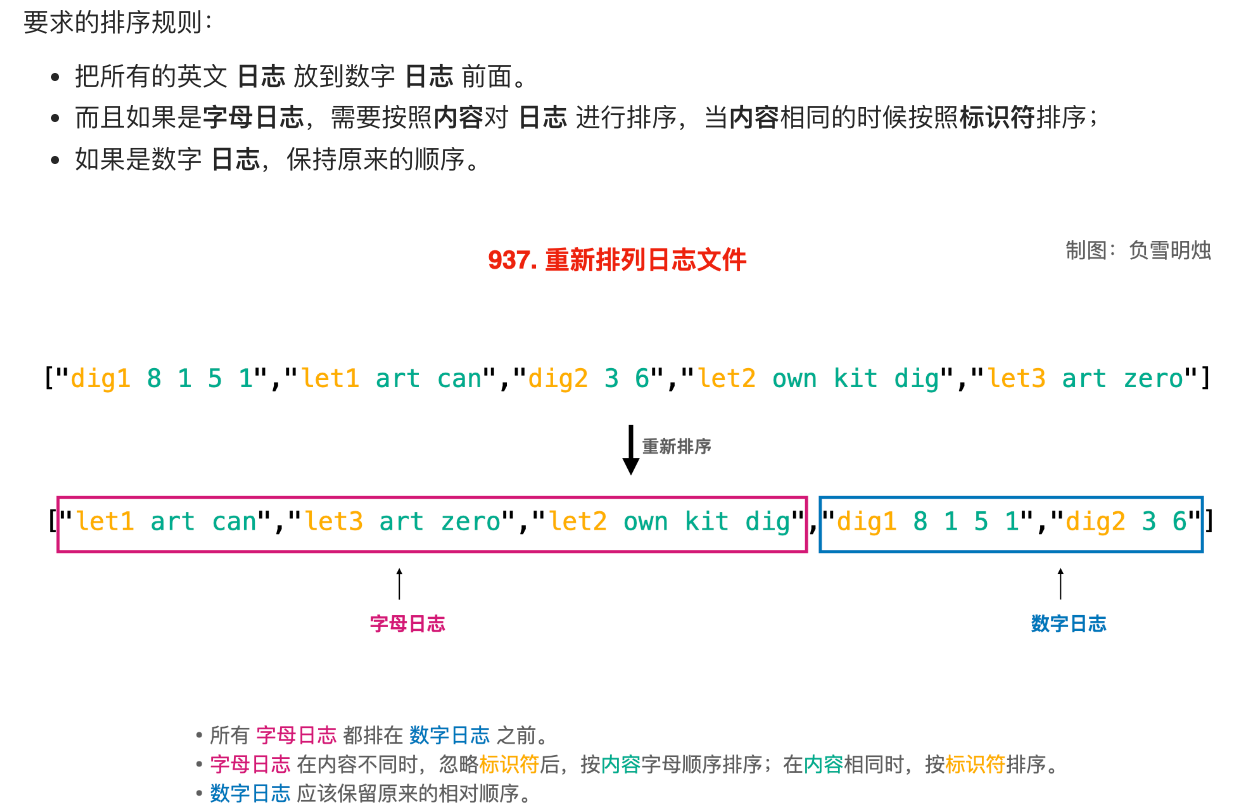 要求的排序规则：
• 把所有的英文 日志 放到数字 日志 前面。
• 而且如果是字母日志，需要按照内容对 日志 进行排序，当内容相同的时候按照标识符排序；
• 如果是数字 日志，保持原来的顺序。
937. 重新排列日志文件
制图：负雪明烛
["dig1 8 1 5 1","let1 art can","dig2 3 6","let2 own kit dig","let3 art zero"]
重新排序
["let1 art can","let3 art zero","let2 own kit dig","dig1 8 1 5 1","dig2 3 6"]
字母日志
数字日志
• 所有 字母日志 都排在 数字日志 之前。
• 字母日志 在内容不同时，忽略标识符后，按内容字母顺序排序；在内容相同时，按标识符排序。
• 数字日志 应该保留原来的相对顺序。